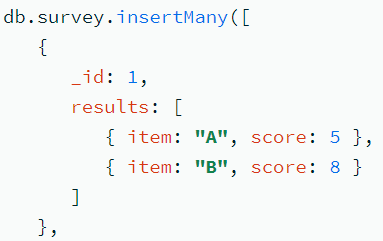 db.survey.insertMany([
{
_id: 1,
results: [
{ item: "A", score: 5 },
{ item: "B", score: 8 }
]
},